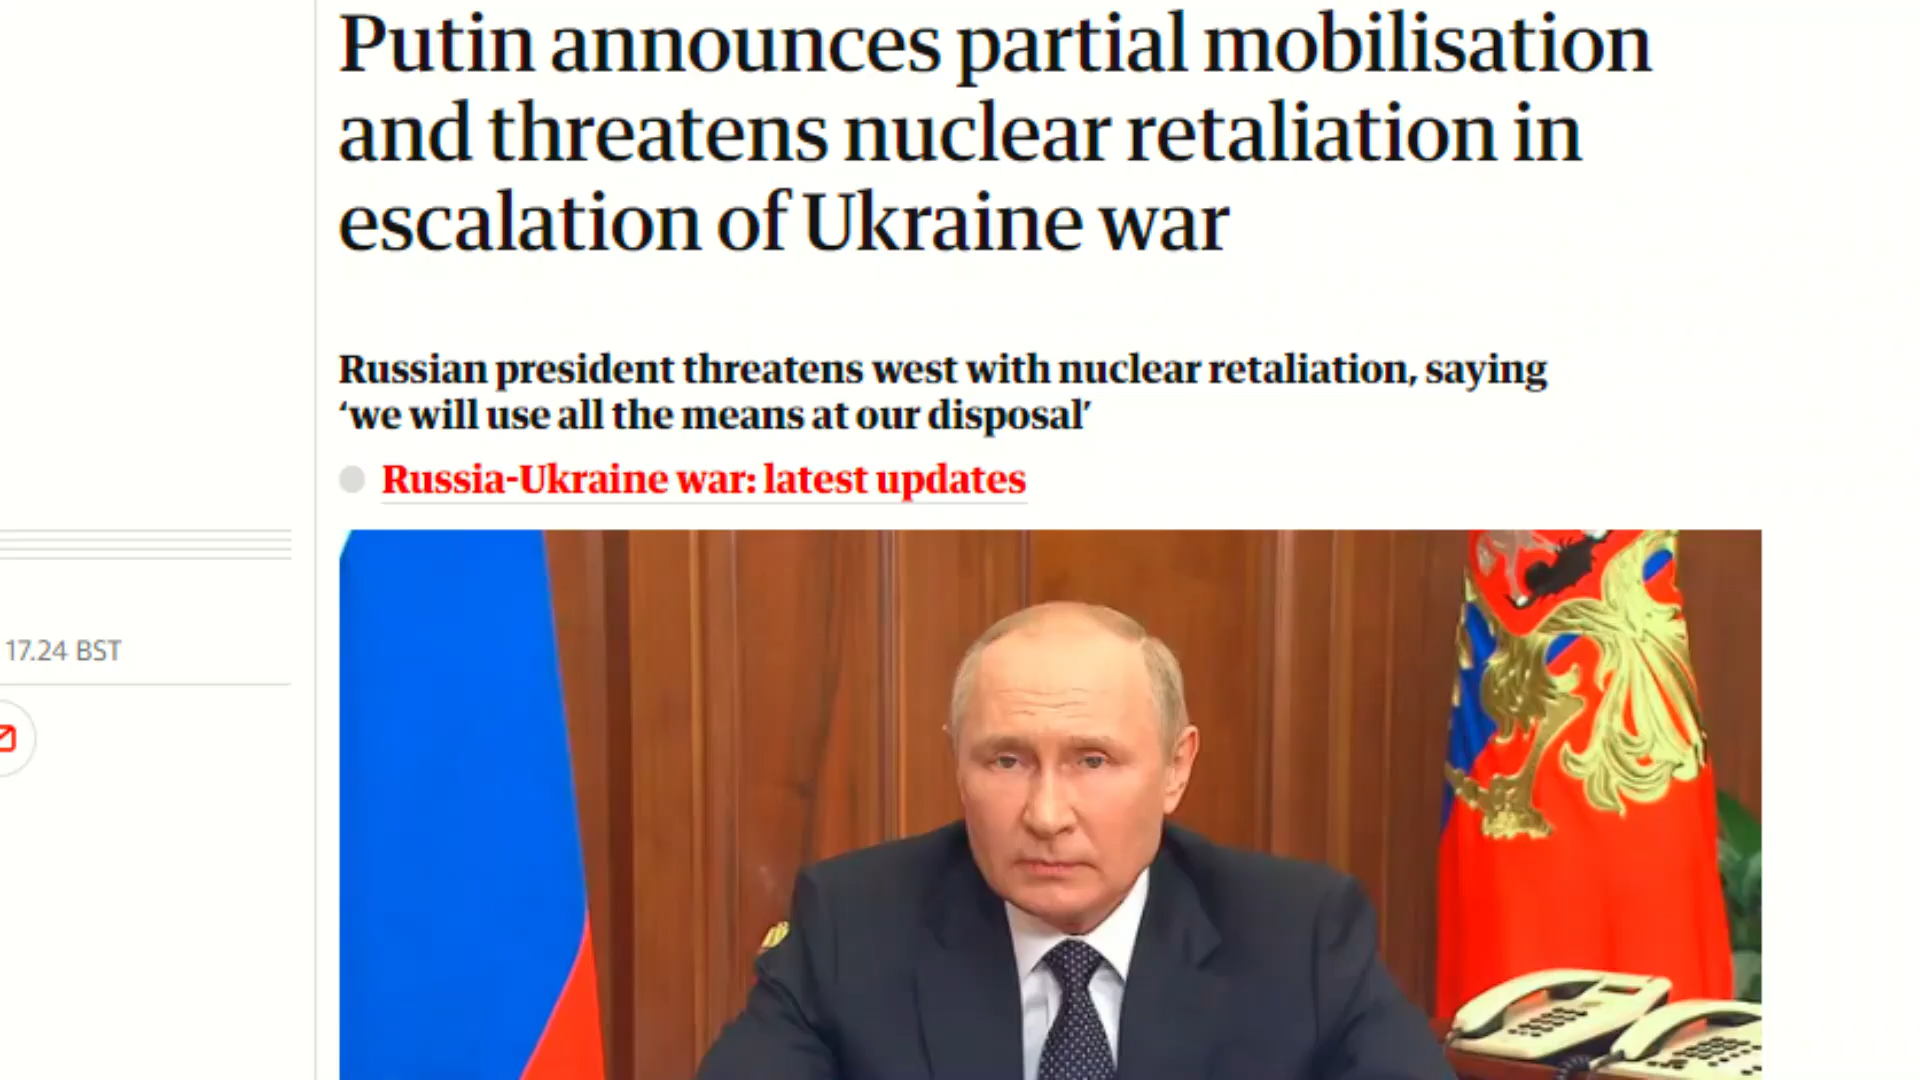 Putin announces partial mobilisation
and threatens nuclear retaliation in
escalation of Ukraine war
Russian president threatens west with nuclear retaliation, saying
‘we will use all the means at our disposal’
Russia-Ukraine war: latest updates
17.24 BST